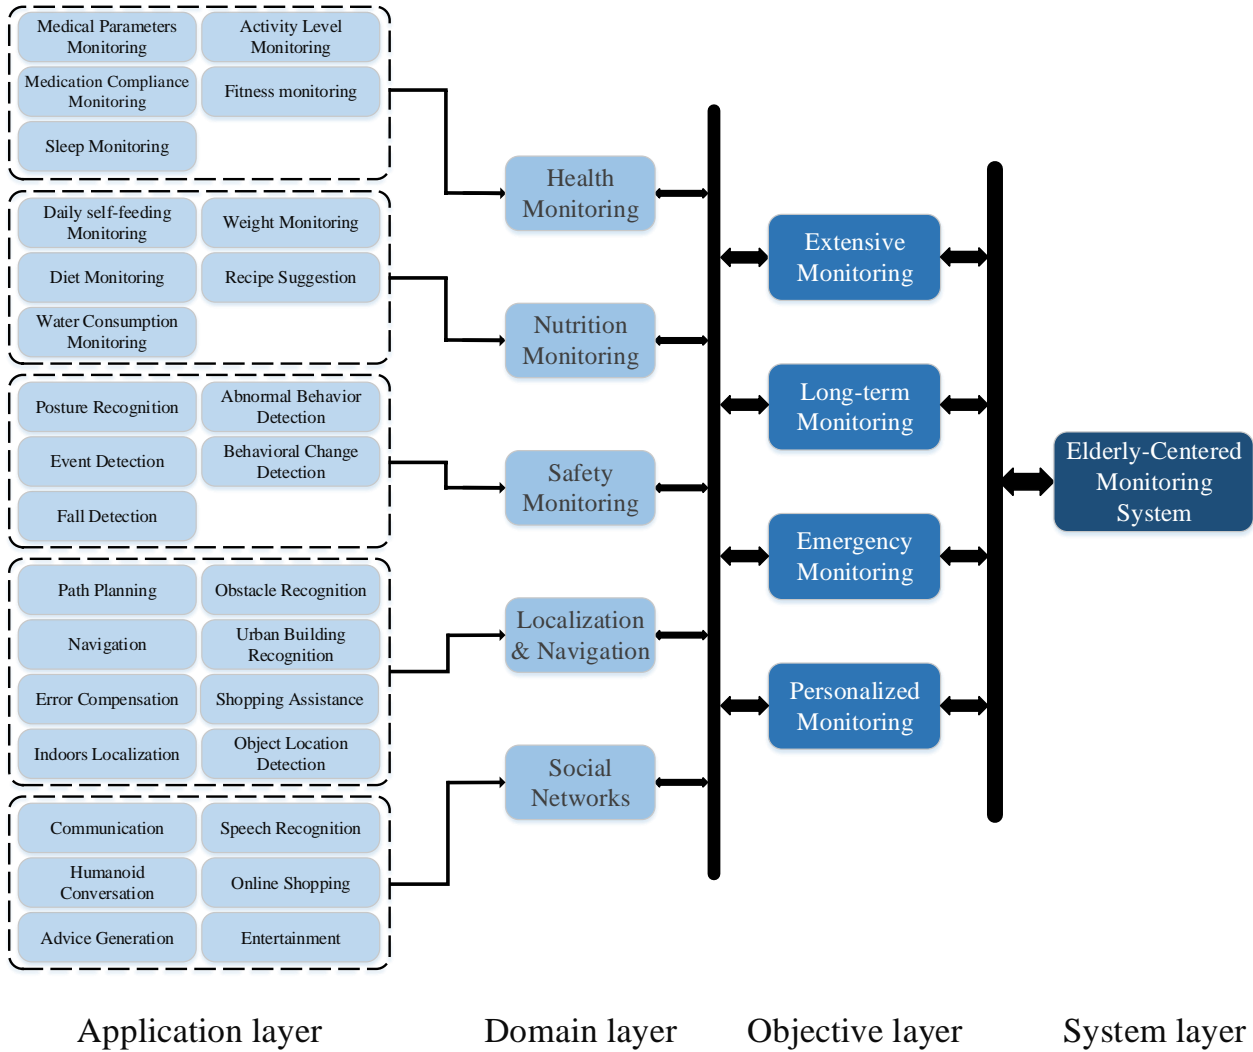 Medical Parameters
Monitoring
Activity Level
Monitoring
Medication Compliance
Monitoring
Fitness monitoring
Sleep Monitoring
Daily self-feeding
Monitoring
Weight Monitoring
Diet Monitoring
Recipe Suggestion
Water Consumption
Monitoring
Posture Recognition
Abnormal Behavior
Detection
Event Detection
Behavioral Change
Detection
Fall Detection
Path Planning
Obstacle Recognition
Navigation
Urban Building
Recognition
Error Compensation
Shopping Assistance
Indoors Localization
Object Location
Detection
Communication
Speech Recognition
Humanoid
Conversation
Online Shopping
Advice Generation
Entertainment
Health
Monitoring
Nutrition
Monitoring
Safety
Monitoring
Localization
& Navigation
Social
Networks
Extensive
Monitoring
Long-term
Monitoring
Emergency
Monitoring
Personalized
Monitoring
Elderly-Centered
Monitoring
System
Application layer
Domain layer
Objective layer
System layer